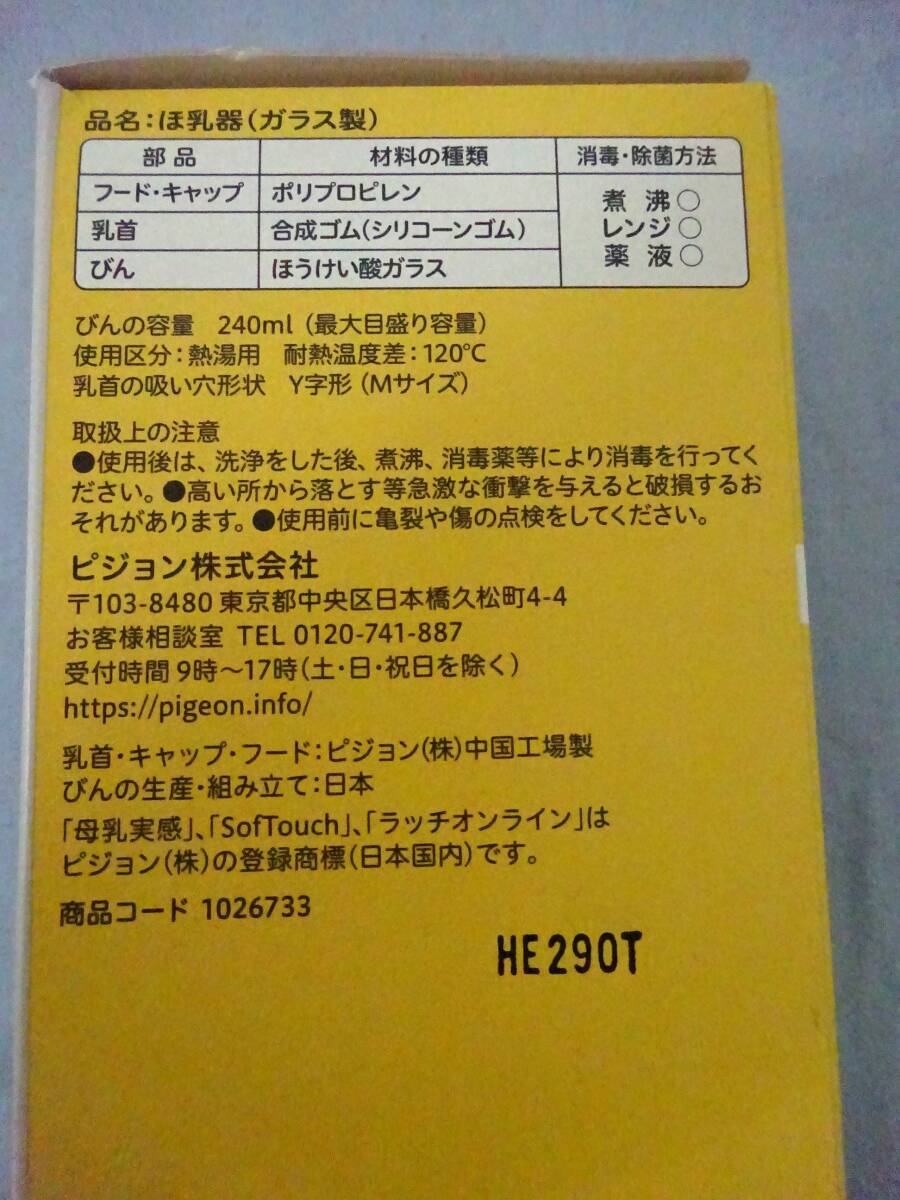 品名:ほ乳器(ガラス製)
部品 材料の種類 消毒・除菌方法
フード・キャップ ポリプロピレン 煮沸○
乳首 合成ゴム(シリコーンゴム) レンジ○
びん ほうけい酸ガラス 薬液○
びんの容量 240ml (最大目盛り容量)
使用区分:熱湯用 耐熱温度差:120℃
乳首の吸い穴形状 Y字形 (Mサイズ)
取扱上の注意
●使用後は、洗浄をした後、煮沸、消毒薬等により消毒を行ってく
ださい。●高い所から落とす等急激な衝撃を与えると破損するお
それがあります。●使用前に亀裂や傷の点検をしてください。
ピジョン株式会社
〒103-8480 東京都中央区日本橋久松町4-4
お客様相談室 TEL 0120-741-887
受付時間 9時~17時(土・日・祝日を除く)
https://pigeon.info/
乳首・キャップ・フード:ピジョン(株)中国工場製
びんの生産・組み立て:日本
「母乳実感」、「SofTouch」、「ラッチオンライン」は
ピジョン(株)の登録商標(日本国内)です。
商品コード 1026733
HE290T